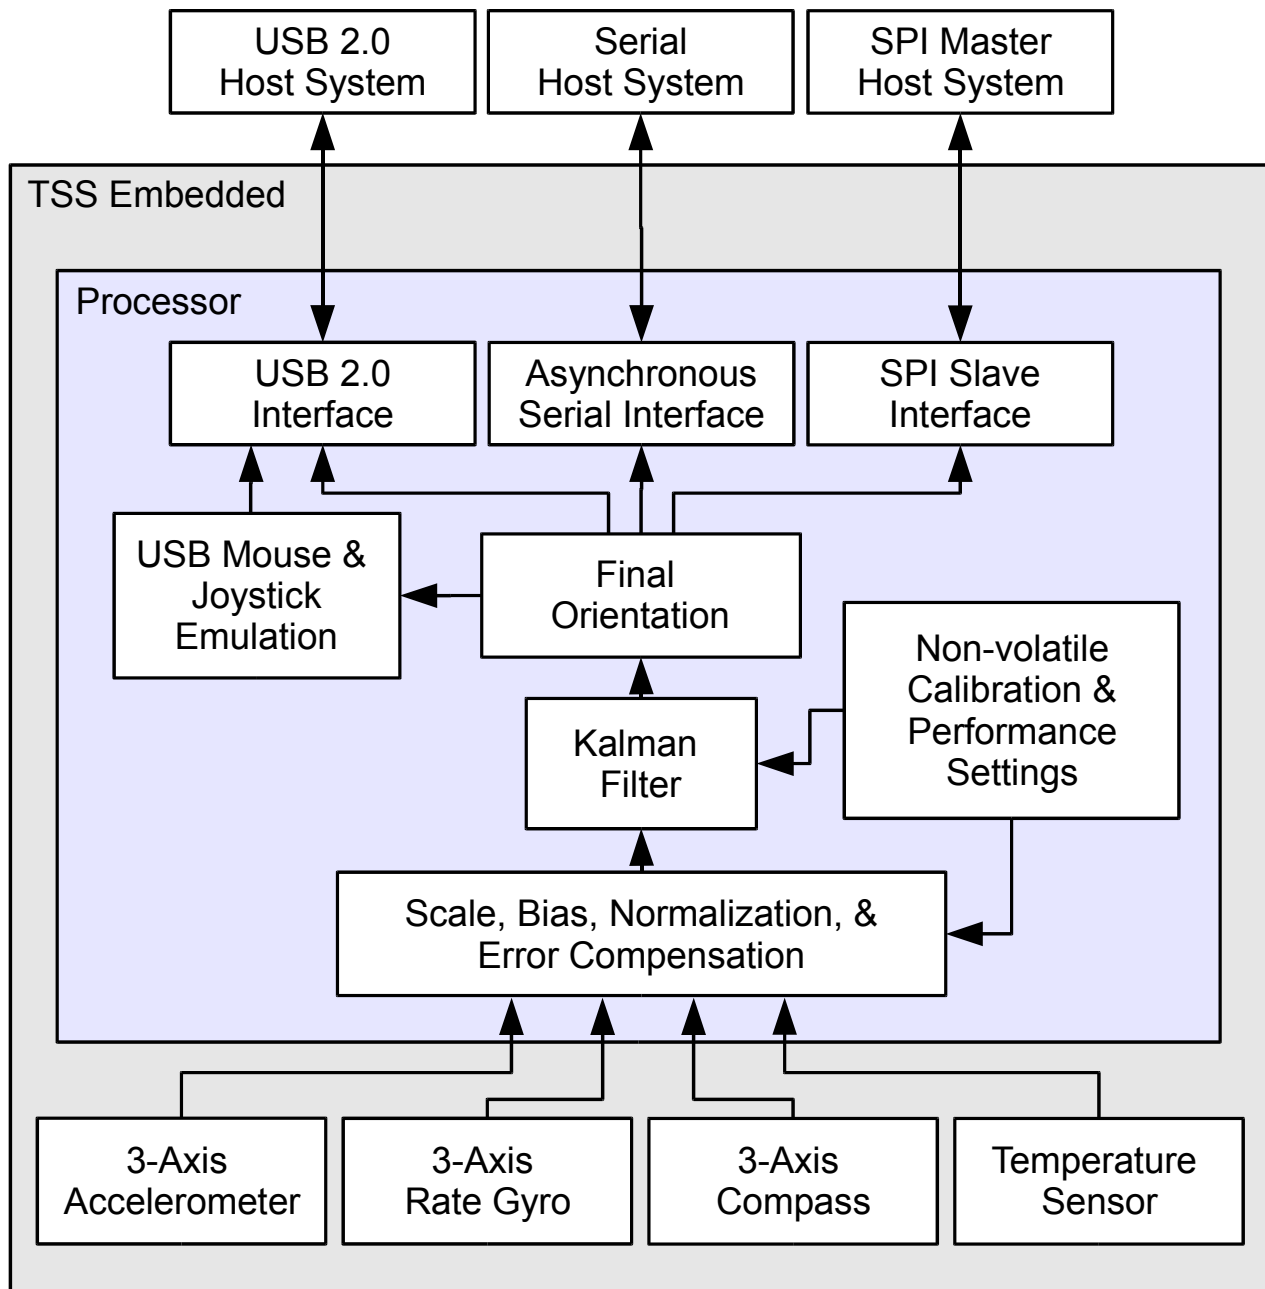 USB 2.0
Host System
Serial
Host System
SPI Master
Host System
TSS Embedded
Processor
USB 2.0
Interface
Asynchronous
Serial Interface
SPI Slave
Interface
USB Mouse &
Joystick
Emulation
Final
Orientation
Non-volatile
Calibration &
Performance
Settings
Kalman
Filter
Scale, Bias, Normalization, &
Error Compensation
3-Axis
Accelerometer
3-Axis
Rate Gyro
3-Axis
Compass
Temperature
Sensor